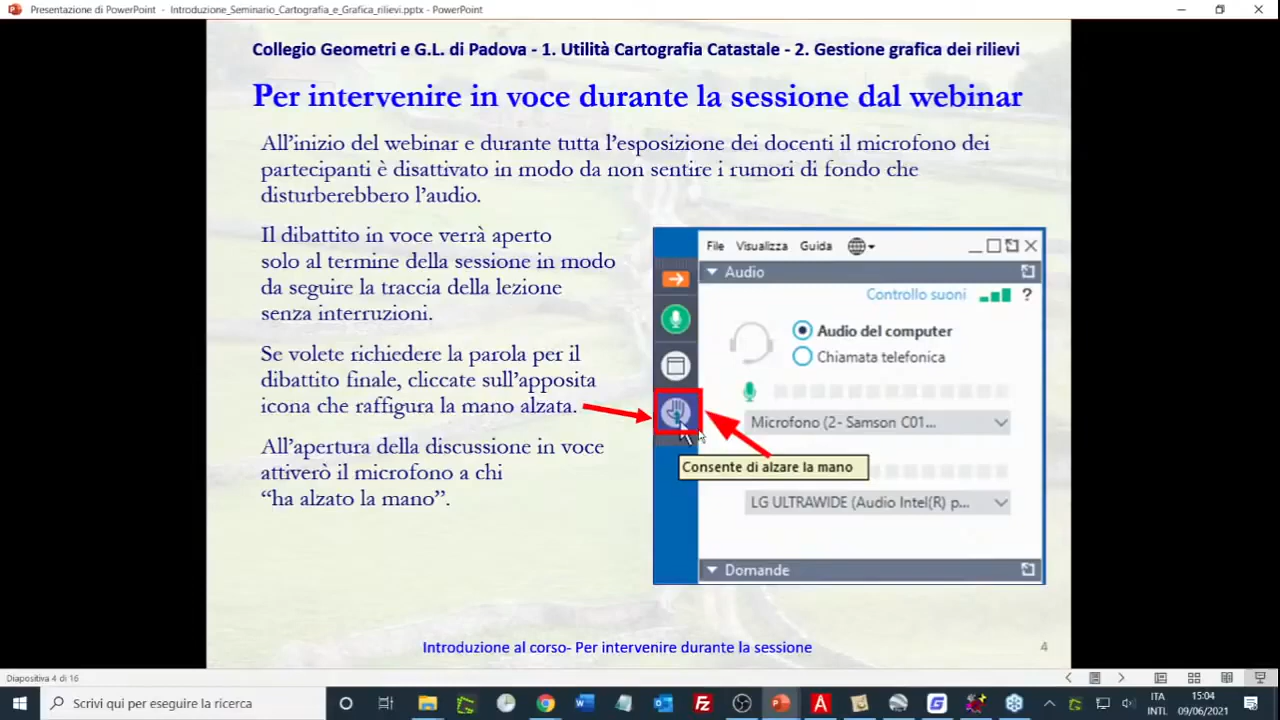 Presentazione di PowerPoint - Introduzione_Seminario_Cartografia_e_Grafica_rilievi.pptx - PowerPoint
Collegio Geometri e G.L. di Padova - 1. Utilità Cartografia Catastale - 2. Gestione grafica dei rilievi
Per intervenire in voce durante la sessione dal webinar
All'inizio del webinar e durante tutta l'esposizione dei docenti il microfono dei
partecipanti è disattivato in modo da non sentire i rumori di fondo che
disturberebbero l'audio.
Il dibattito in voce verrà aperto
solo al termine della sessione in modo
da seguire la traccia della lezione
senza interruzioni.
Se volete richiedere la parola per il
dibattito finale, cliccate sull'apposita
icona che raffigura la mano alzata.
All'apertura della discussione in voce
attiverò il microfono a chi
“ha alzato la mano”.
File Visualizza Guida
Audio
Controllo suoni ?
Audio del computer
Chiamata telefonica
Microfono (2- Samson C01...
Consente di alzare la mano
LG ULTRAWIDE (Audio Intel(R) p...
Domande
Introduzione al corso- Per intervenire durante la sessione
4
Diapositiva 4 di 16
Scrivi qui per eseguire la ricerca
ITA
INTL
15:04
09/06/2021